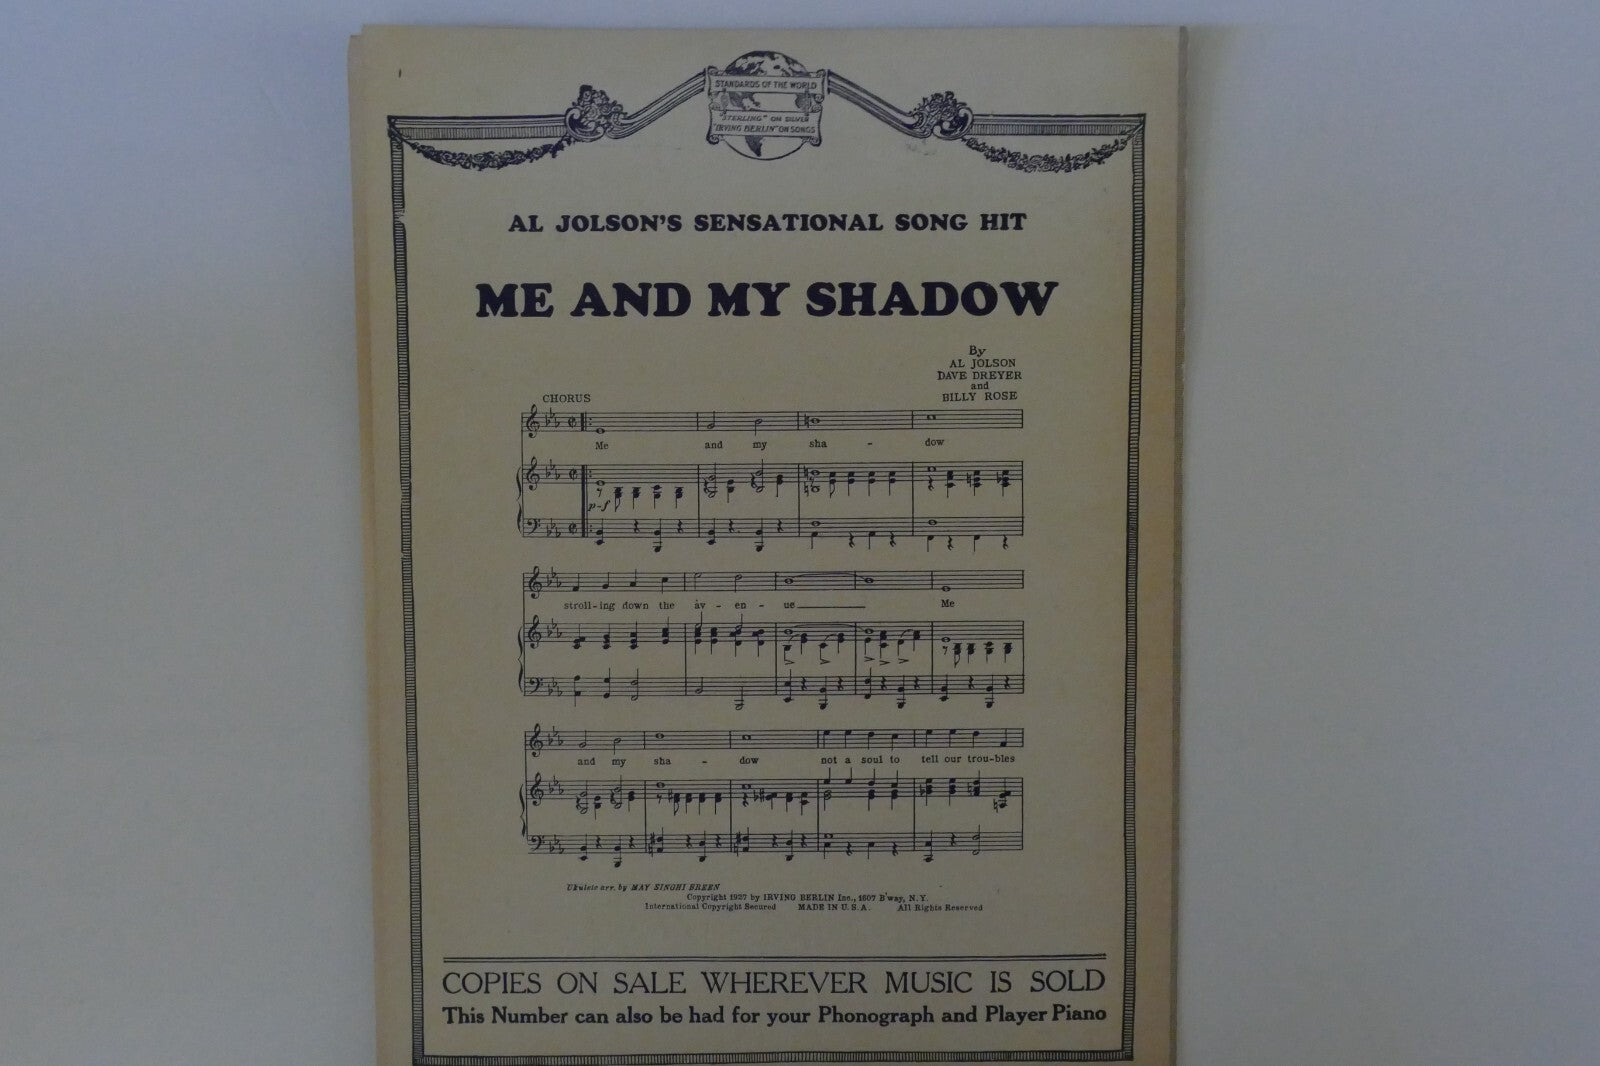 STANDARDS OF THE WORLD
"STERLING" ON SILVER
"IRVING BERLIN" ON SONGS
AL JOLSON'S SENSATIONAL SONG HIT
ME AND MY SHADOW
By
AL JOLSON
DAVE DREYER
and
BILLY ROSE
CHORUS
Me and my sha - dow
p-f
stroll-ing down the av - en - ue Me
and my sha - dow not a soul to tell our trou-bles
Ukulele arr. by MAY SINGHI BREEN
Copyright 1927 by IRVING BERLIN Inc., 1607 B'way, N.Y.
International Copyright Secured MADE IN U.S.A. All Rights Reserved
COPIES ON SALE WHEREVER MUSIC IS SOLD
This Number can also be had for your Phonograph and Player Piano